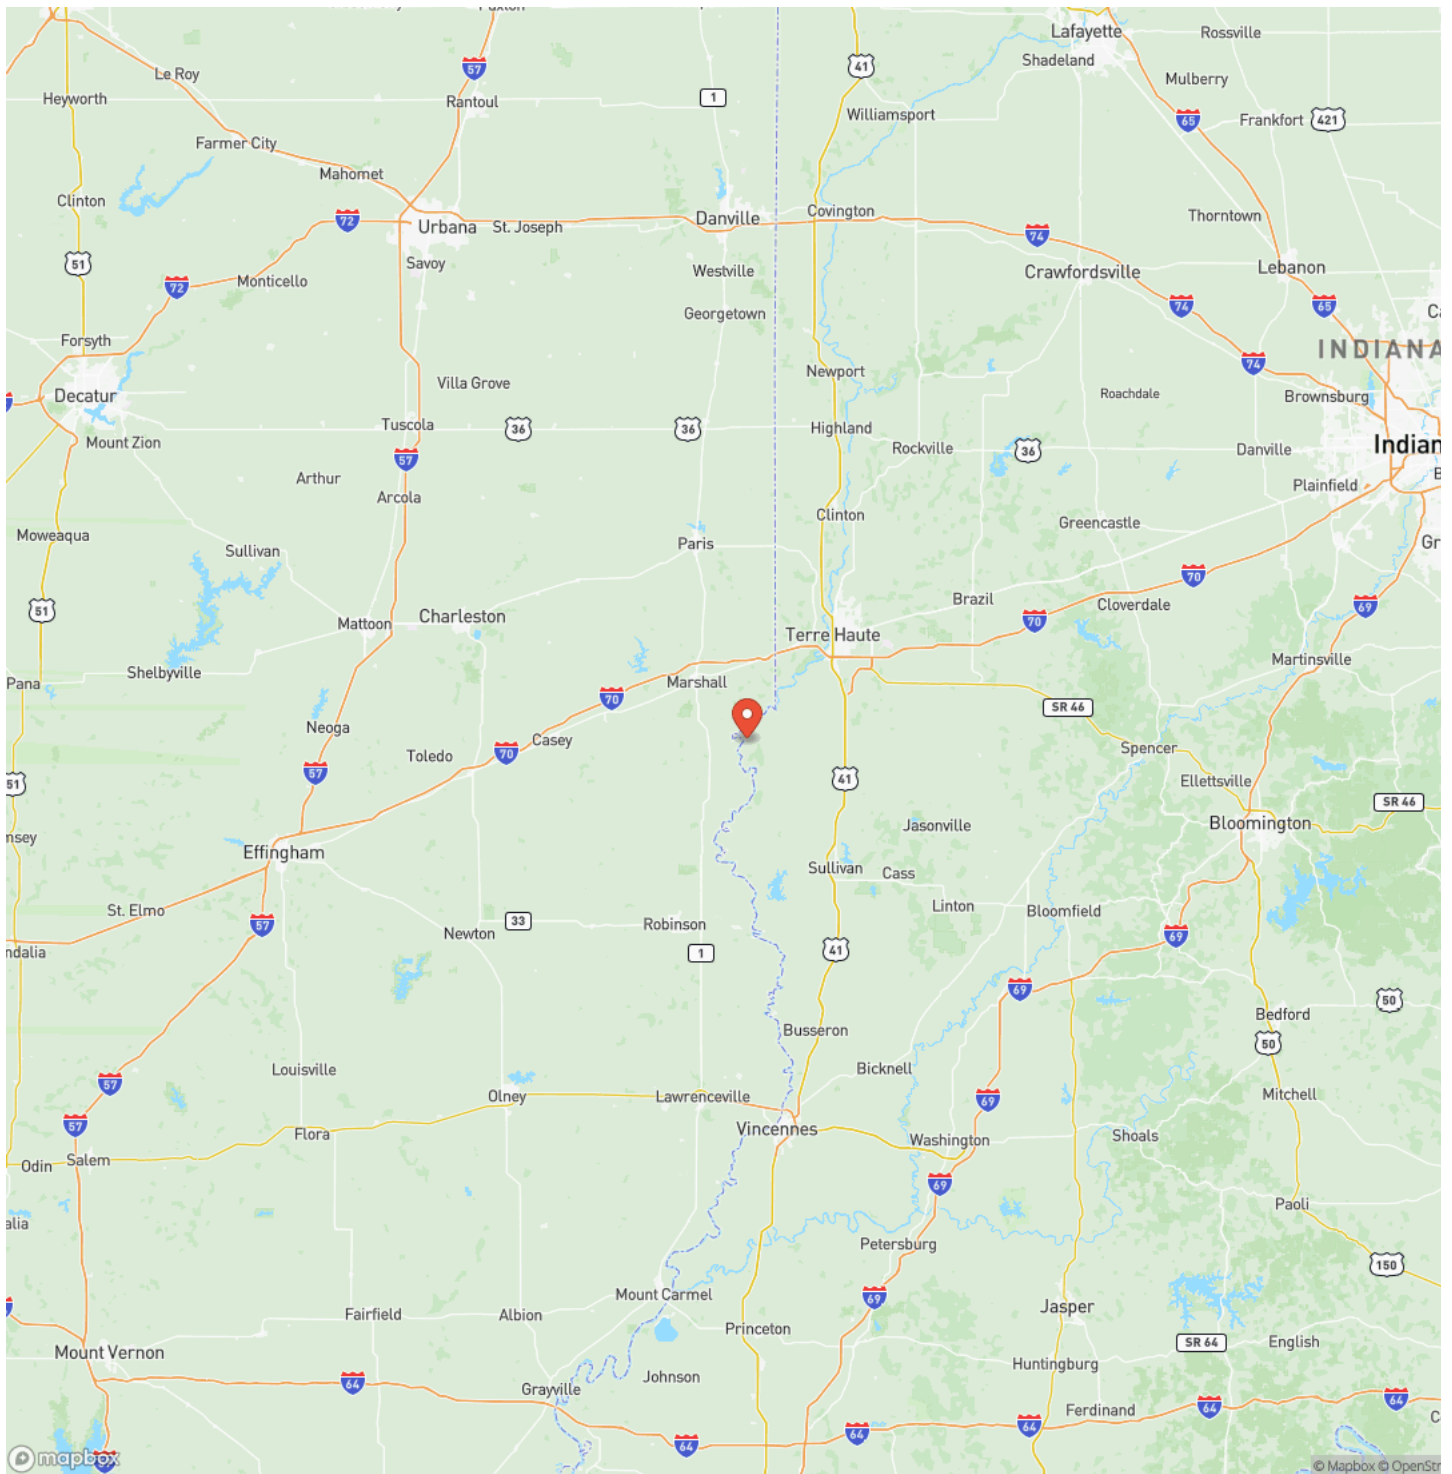 Paxton
Lafayette
Rossville
57
41
Shadeland
Le Roy
Mulberry
Heyworth
Rantoul
1
Williamsport
65
Frankfort
421
Farmer City
Mahomet
Clinton
72
Urbana
St. Joseph
Danville
Covington
Thorntown
74
51
Savoy
Westville
Crawfordsville
Lebanon
72
Monticello
Georgetown
74
65
Forsyth
INDIANA
Villa Grove
Newport
74
Decatur
Roachdale
Brownsburg
Tuscola
36
36
Highland
Mount Zion
Rockville
36
Danville
Indian
57
Arthur
Arcola
Plainfield
Clinton
Greencastle
Moweaqua
Sullivan
Paris
Gr
70
51
Charleston
Brazil
Cloverdale
69
Mattoon
Terre Haute
70
Shelbyville
Martinsville
Pana
Marshall
70
SR 46
Neoga
Casey
Toledo
70
Spencer
57
51
41
Ellettsville
SR 46
msey
Jasonville
Bloomington
Effingham
Sullivan
Cass
St. Elmo
57
33
Robinson
Linton
Bloomfield
Newton
69
ndalia
1
41
69
50
Bedford
Busseron
50
57
Louisville
Bicknell
Olney
Lawrenceville
69
Mitchell
57
Flora
Vincennes
Washington
Shoals
Odin
Salem
69
Paoli
alia
Petersburg
150
Mount Carmel
69
Fairfield
Albion
Jasper
Princeton
SR 64
English
Mount Vernon
Huntingburg
64
Grayville
Johnson
64
64
Ferdinand
64
64
64
mapbox
© Mapbox © OpenStr